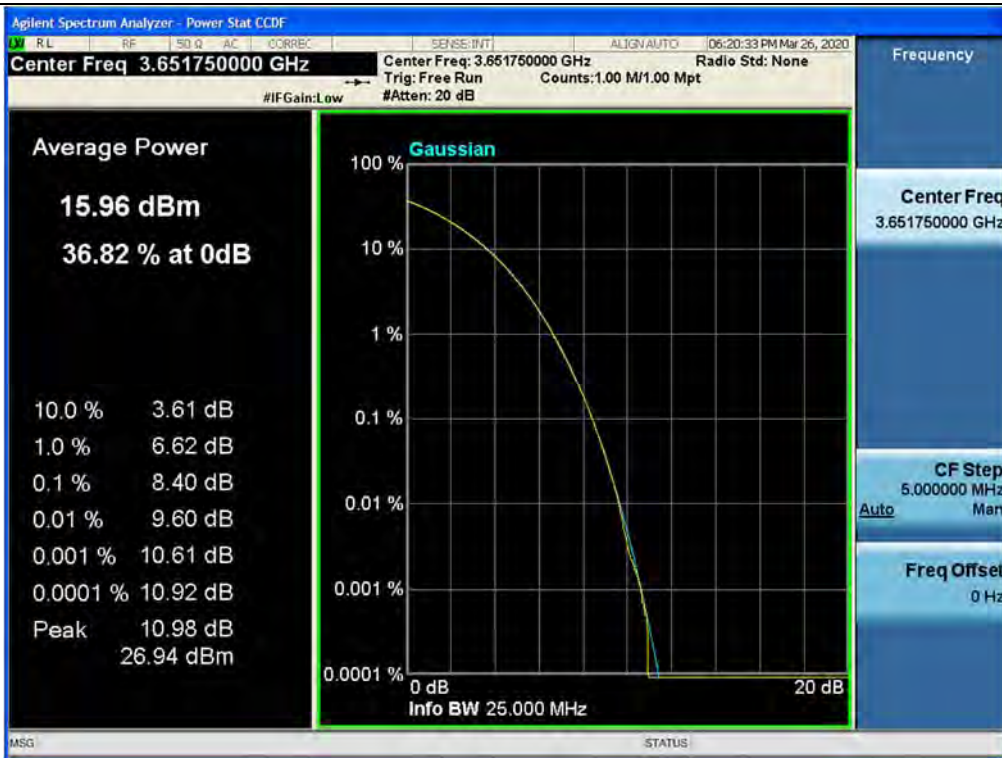 Agilent Spectrum Analyzer - Power Stat CCDF
LXI RL RF 50 Ω AC CORREC SENSE:INT ALIGN AUTO 06:20:33 PM Mar 26, 2020
Center Freq 3.651750000 GHz
Center Freq: 3.651750000 GHz Radio Std: None
Trig: Free Run Counts:1.00 M/1.00 Mpt
#IFGain:Low #Atten: 20 dB
Frequency
Average Power
15.96 dBm
36.82 % at 0dB
10.0 % 3.61 dB
1.0 % 6.62 dB
0.1 % 8.40 dB
0.01 % 9.60 dB
0.001 % 10.61 dB
0.0001 % 10.92 dB
Peak 10.98 dB
26.94 dBm
Gaussian
100 %
10 %
1 %
0.1 %
0.01 %
0.001 %
0.0001 %
0 dB 20 dB
Info BW 25.000 MHz
Center Freq
3.651750000 GHz
CF Step
5.000000 MHz
Auto Man
Freq Offset
0 Hz
MSG STATUS